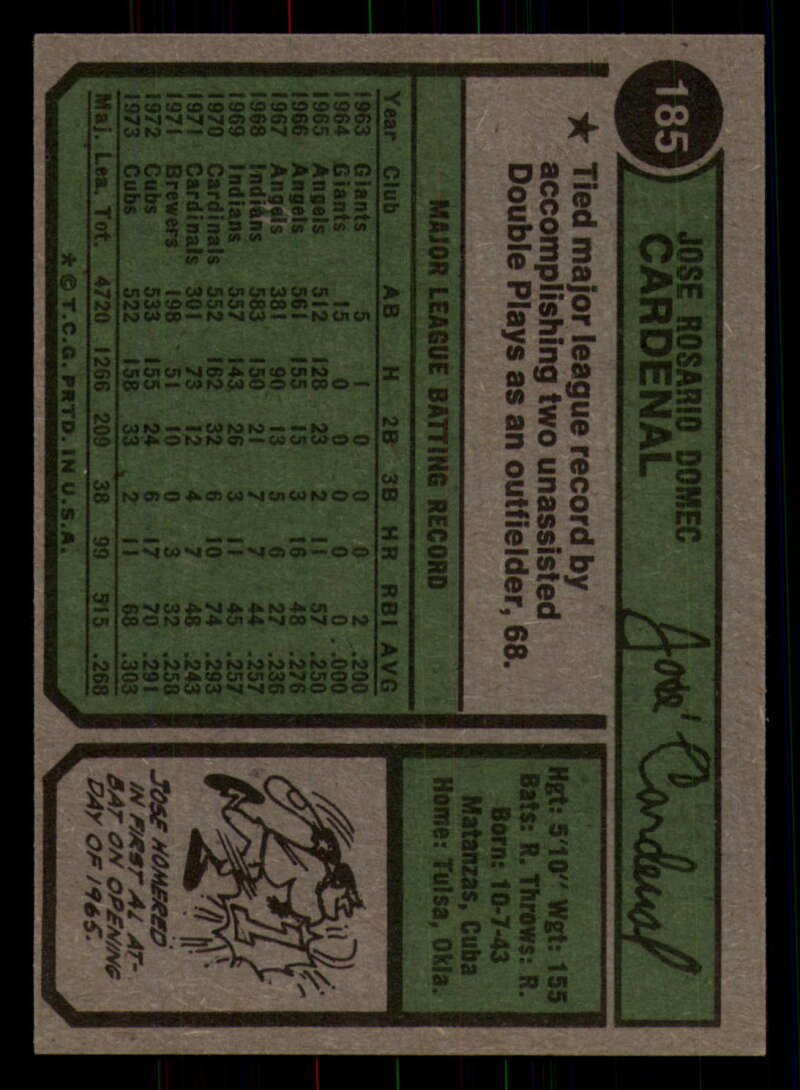 185
JOSE ROSARIO DOMEC
CARDENAL
José Cardenal
★ Tied major league record by
accomplishing two unassisted
Double Plays as an outfielder, 68.
MAJOR LEAGUE BATTING RECORD
Year Club AB H 2B 3B HR RBI AVG
1963 Giants 5 1 0 0 0 2 .200
1964 Giants 15 0 0 0 0 0 .000
1965 Angels 512 128 23 2 11 57 .250
1966 Angels 561 155 15 3 16 48 .276
1967 Angels 381 90 13 5 6 27 .236
1968 Indians 583 150 21 7 7 44 .257
1969 Indians 557 143 26 3 11 45 .257
1970 Cardinals 552 162 32 6 10 74 .293
1971 Cardinals 301 73 12 4 7 48 .243
1971 Brewers 198 51 10 0 3 32 .258
1972 Cubs 533 155 24 6 17 70 .291
1973 Cubs 522 158 33 2 11 68 .303
Maj. Lea. Tot. 4720 1266 209 38 99 515 .268
* © T.C.G. PRTD. IN U.S.A.
Hgt: 5'10" Wgt: 155
Bats: R. Throws: R.
Born: 10-7-43
Matanzas, Cuba
Home: Tulsa, Okla.
JOSE HOMERED
IN FIRST AL AT-
BAT ON OPENING
DAY OF 1965.